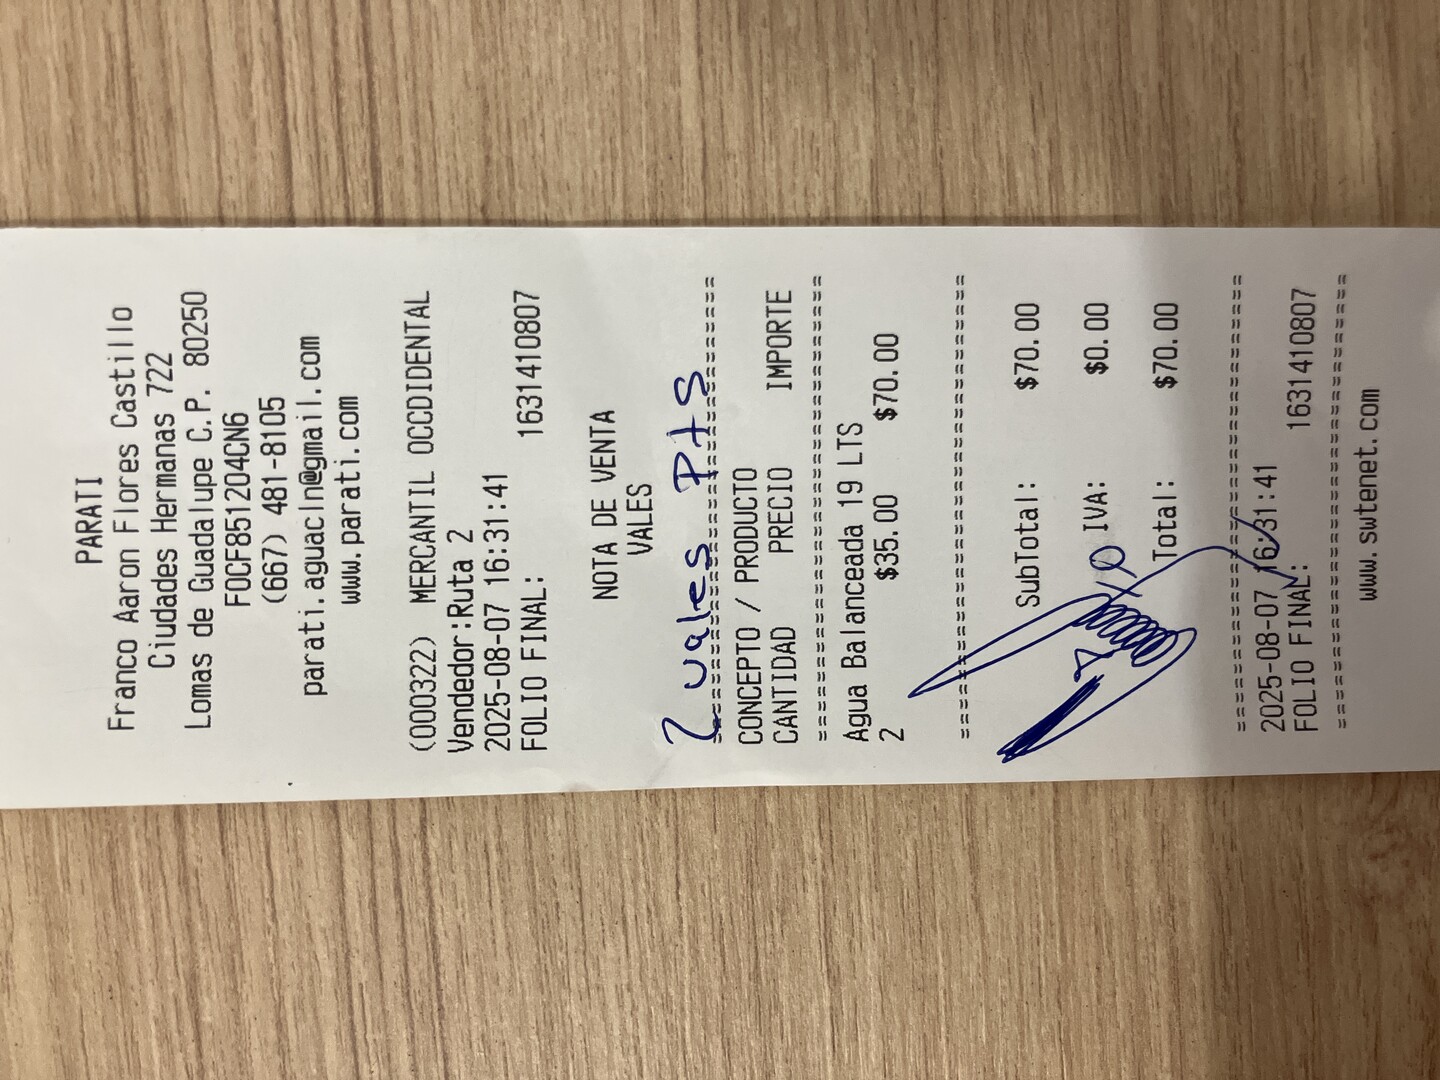 PARATI
Franco Aaron Flores Castillo
Ciudades Hermanas 722
Lomas de Guadalupe C.P. 80250
FOCF851204CN6
(667) 481-8105
parati.aguacln@gmail.com
www.parati.com
(000322) MERCANTIL OCCDIDENTAL
Vendedor:Ruta 2
2025-08-07 16:31:41
FOLIO FINAL: 1631410807
NOTA DE VENTA
VALES
2 vales PtS
======================================
CONCEPTO / PRODUCTO
CANTIDAD PRECIO IMPORTE
======================================
Agua Balanceada 19 LTS
2 $35.00 $70.00
======================================
SubTotal: $70.00
IVA: $0.00
Total: $70.00
======================================
2025-08-07 16:31:41
FOLIO FINAL: 1631410807
======================================
www.swtenet.com